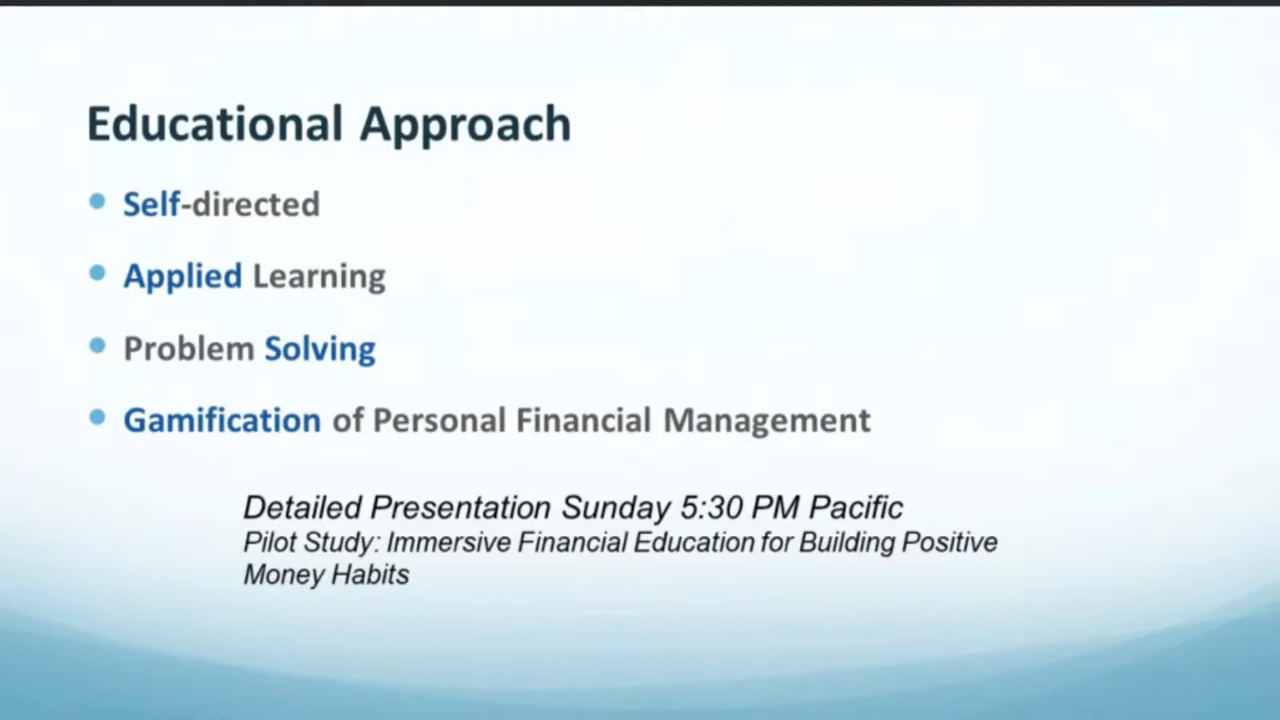 Educational Approach
Self-directed
Applied Learning
Problem Solving
Gamification of Personal Financial Management
Detailed Presentation Sunday 5:30 PM Pacific
Pilot Study: Immersive Financial Education for Building Positive
Money Habits